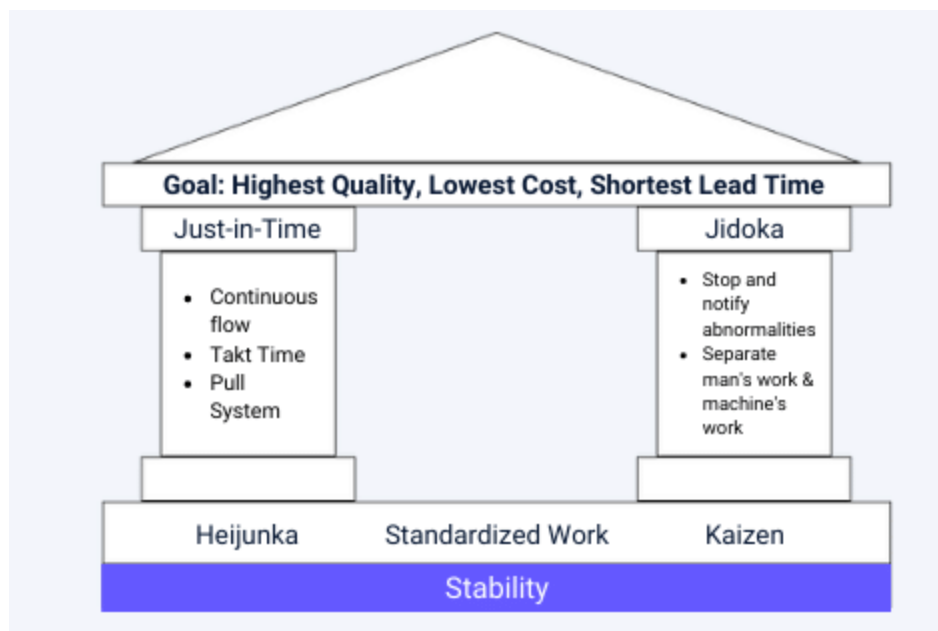 Goal: Highest Quality, Lowest Cost, Shortest Lead Time
Just-in-Time
• Continuous
flow
• Takt Time
• Pull
System
Jidoka
• Stop and
notify
abnormalities
• Separate
man's work &
machine's
work
Heijunka
Standardized Work
Kaizen
Stability